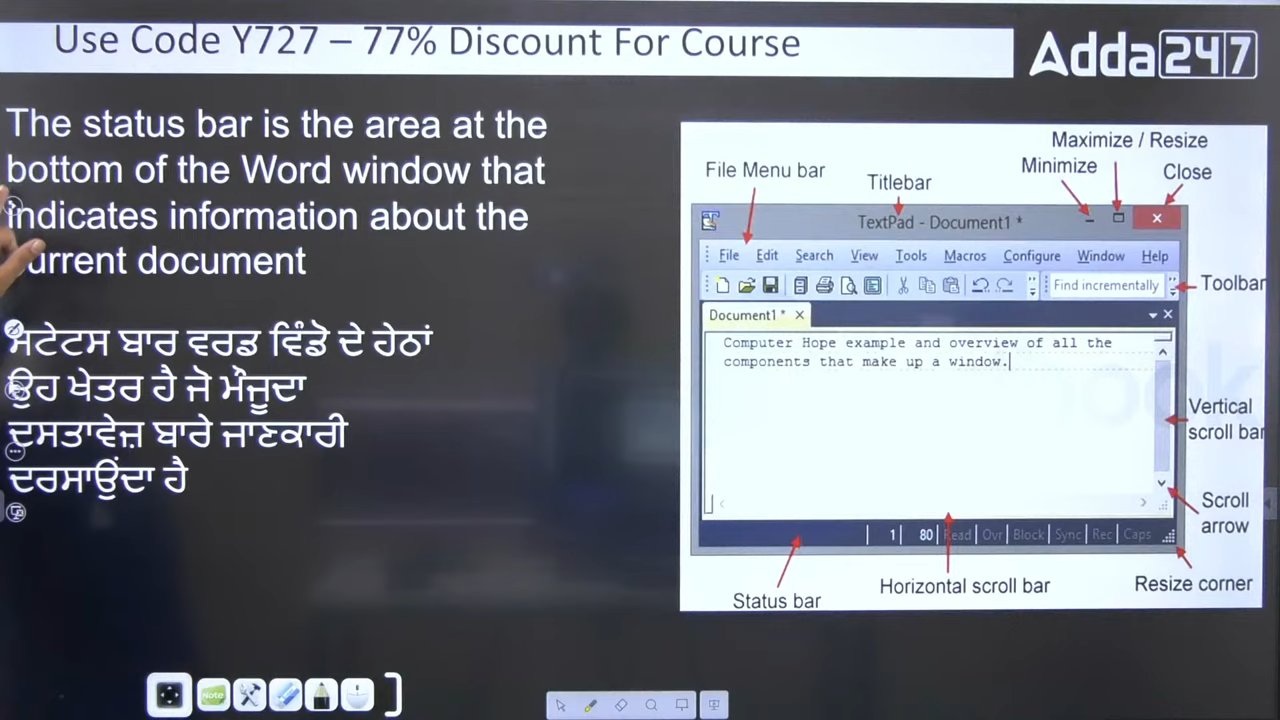 Use Code Y727 – 77% Discount For Course
Adda247
The status bar is the area at the
bottom of the Word window that
indicates information about the
current document
ਸਟੇਟਸ ਬਾਰ ਵਰਡ ਵਿੰਡੋ ਦੇ ਹੇਠਾਂ
ਉਹ ਖੇਤਰ ਹੈ ਜੋ ਮੌਜੂਦਾ
ਦਸਤਾਵੇਜ਼ ਬਾਰੇ ਜਾਣਕਾਰੀ
ਦਰਸਾਉਂਦਾ ਹੈ
Maximize / Resize
File Menu bar
Minimize
Titlebar
Close
TextPad - Document1 *
File Edit Search View Tools Macros Configure Window Help
Find incrementally
Toolbar
Document1 *
Computer Hope example and overview of all the
components that make up a window.
Vertical
scroll bar
Scroll
arrow
1 80 Read Ovr Block Sync Rec Caps
Status bar
Horizontal scroll bar
Resize corner
Note